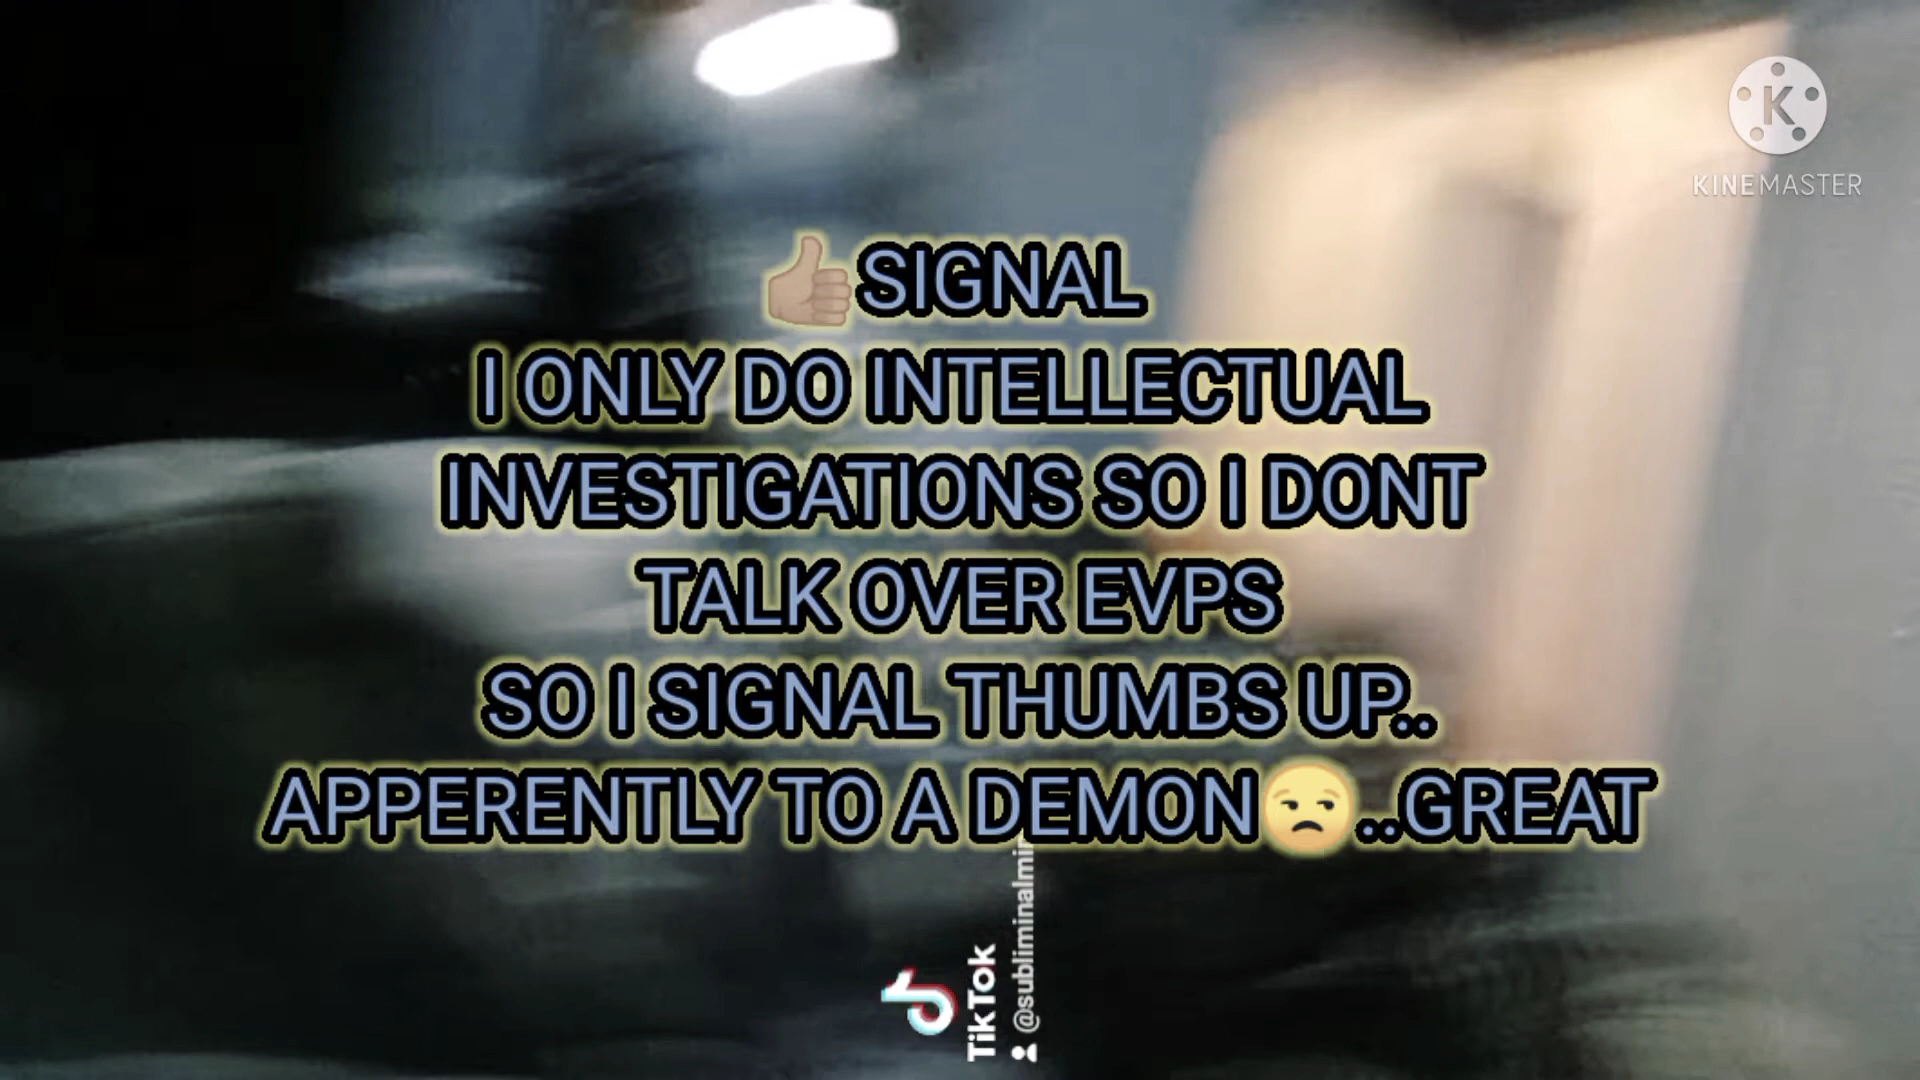 K
KINEMASTER
👍🏽SIGNAL
I ONLY DO INTELLECTUAL
INVESTIGATIONS SO I DONT
TALK OVER EVPS
SO I SIGNAL THUMBS UP..
APPERENTLY TO A DEMON😒..GREAT
TikTok